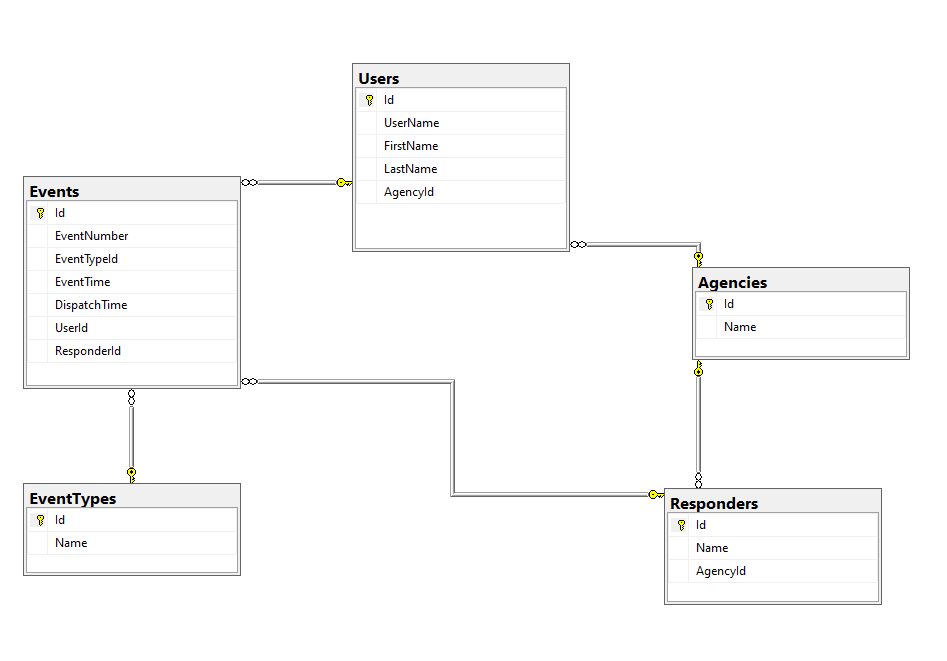 Users
Id
UserName
FirstName
LastName
AgencyId
Events
Id
EventNumber
EventTypeId
EventTime
DispatchTime
UserId
ResponderId
Agencies
Id
Name
EventTypes
Id
Name
Responders
Id
Name
AgencyId